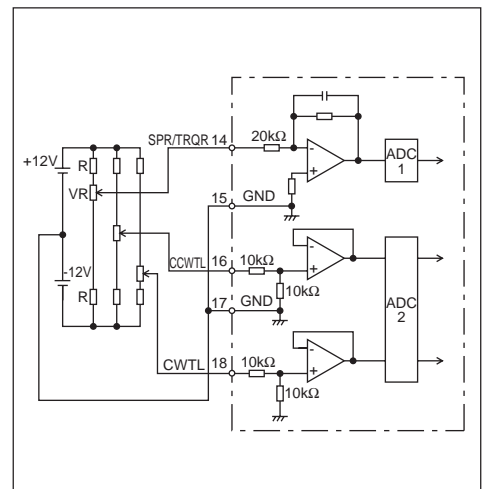 SPR/TRQR 14
20kΩ
ADC
1
+12V
R
VR
15 GND
CCWTL 16
10kΩ
10kΩ
-12V
R
17 GND
ADC
2
CWTL 18
10kΩ
10kΩ
-
+
-
+
-
+